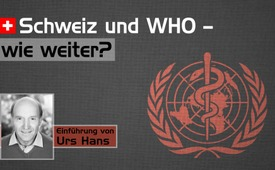 Schweiz und WHO –
wie weiter?
Einführung von
Urs Hans